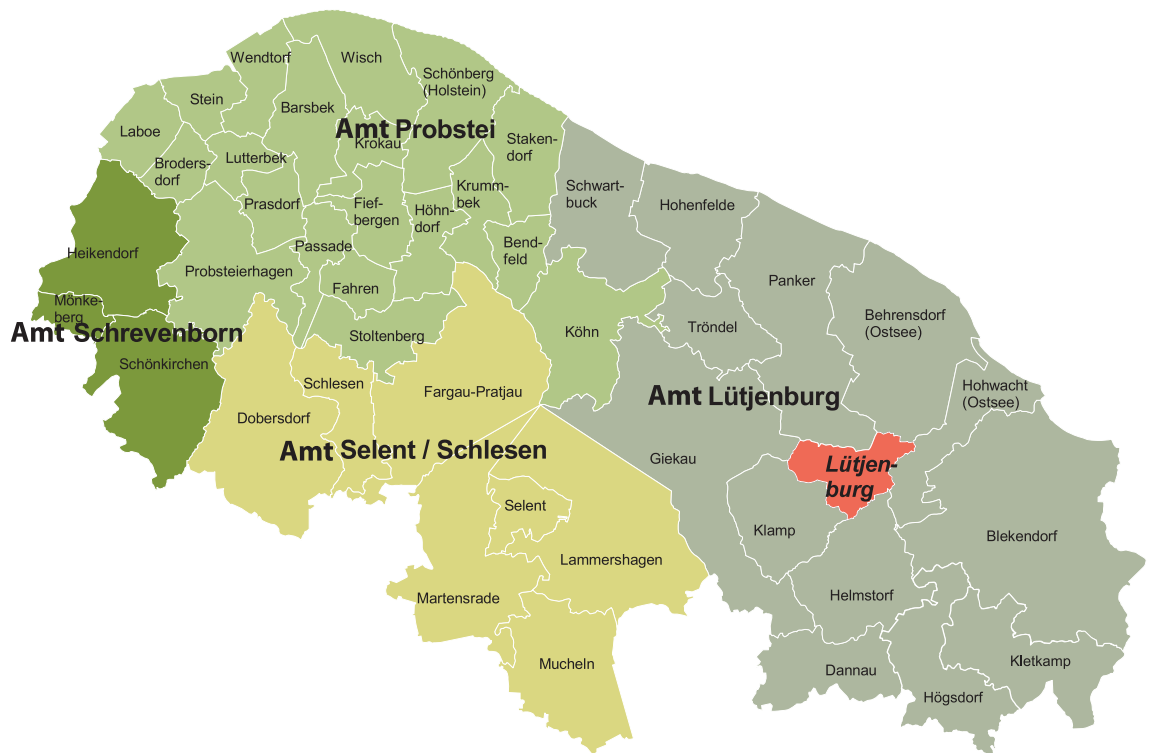 Wendtorf
Wisch
Schönberg
(Holstein)
Stein
Barsbek
Laboe
Amt Probstei
Krokau
Staken-
dorf
Broders-
dorf
Lutterbek
Schwart-
buck
Krumm-
bek
Prasdorf
Fief-
bergen
Höhn-
dorf
Hohenfelde
Heikendorf
Passade
Bend-
feld
Probsteierhagen
Fahren
Panker
Mönke-
berg
Amt Schrevenborn
Stoltenberg
Köhn
Tröndel
Behrensdorf
(Ostsee)
Schönkirchen
Schlesen
Fargau-Pratjau
Amt Lütjenburg
Hohwacht
(Ostsee)
Dobersdorf
Amt Selent / Schlesen
Giekau
Lütjen-
burg
Selent
Klamp
Blekendorf
Lammershagen
Martensrade
Helmstorf
Mucheln
Dannau
Kletkamp
Högsdorf